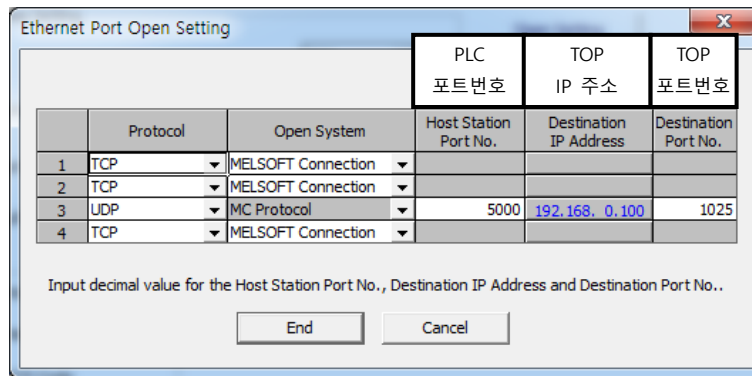 Ethernet Port Open Setting
PLC TOP TOP
포트번호 IP 주소 포트번호
Protocol Open System Host Station Port No. Destination IP Address Destination Port No.
1 TCP MELSOFT Connection
2 TCP MELSOFT Connection
3 UDP MC Protocol 5000 192.168. 0.100 1025
4 TCP MELSOFT Connection
Input decimal value for the Host Station Port No., Destination IP Address and Destination Port No..
End Cancel